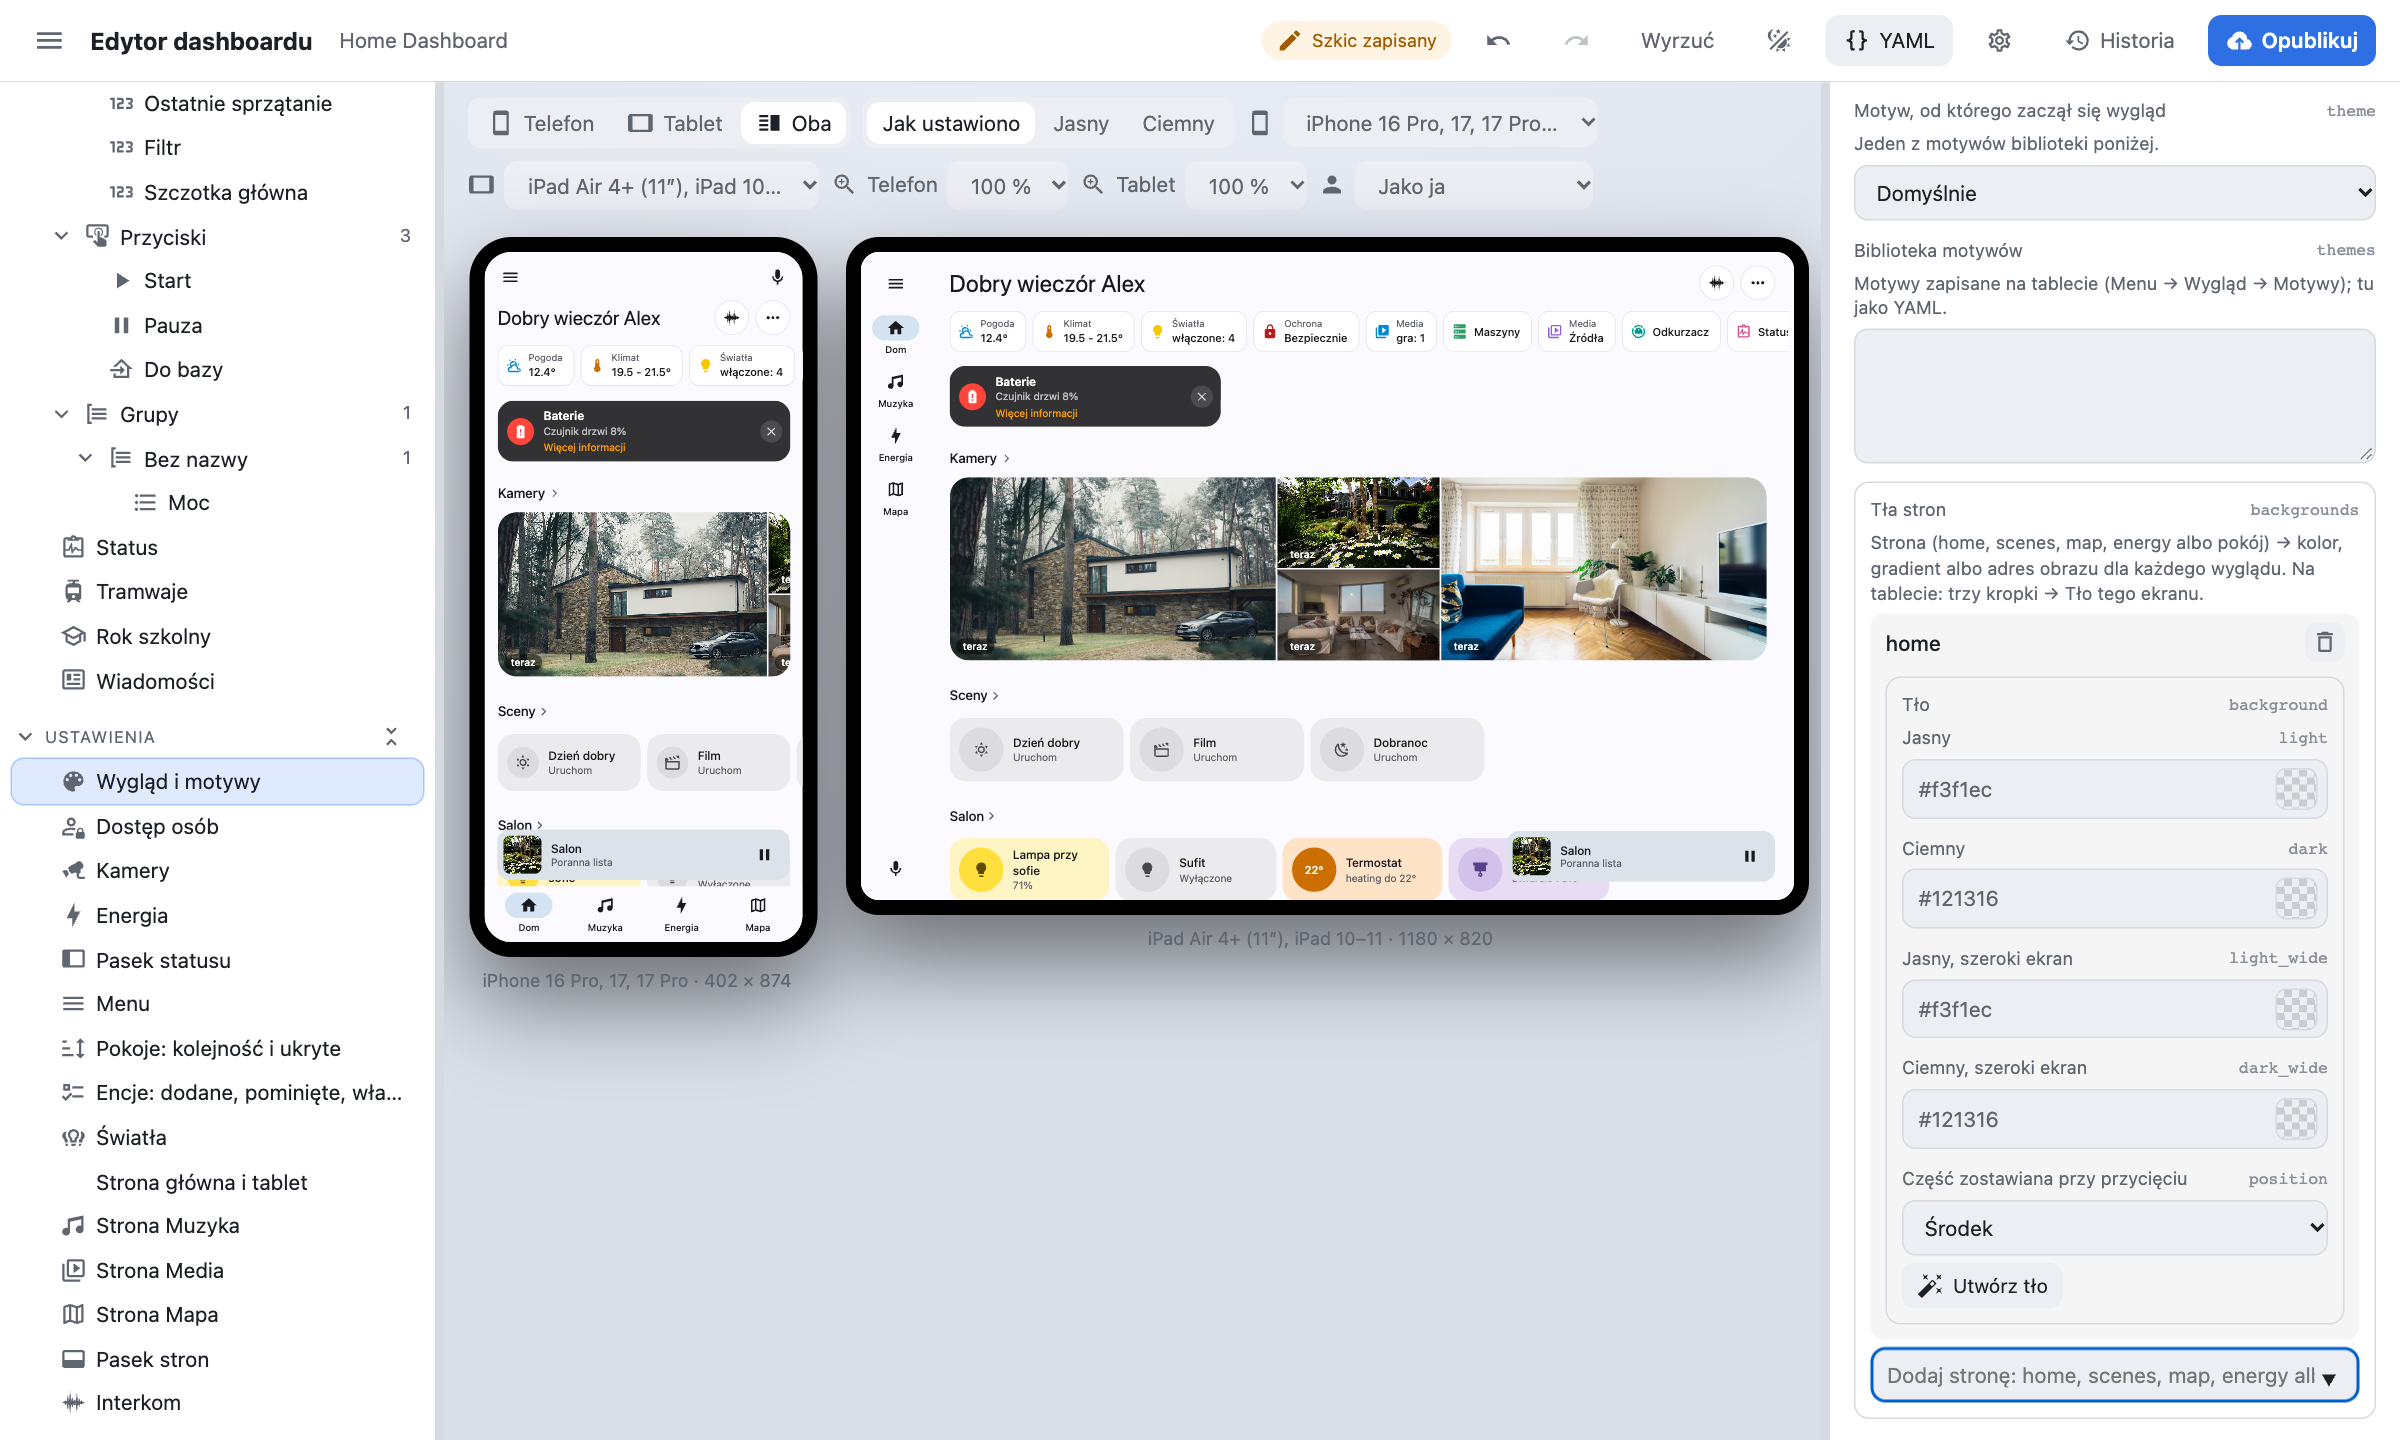 Edytor dashboardu
Home Dashboard
Szkic zapisany
Wyrzuć
YAML
Historia
Opublikuj
123 Ostatnie sprzątanie
123 Filtr
123 Szczotka główna
Przyciski 3
Start
Pauza
Do bazy
Grupy 1
Bez nazwy 1
Moc
Status
Tramwaje
Rok szkolny
Wiadomości
USTAWIENIA
Wygląd i motywy
Dostęp osób
Kamery
Energia
Pasek statusu
Menu
Pokoje: kolejność i ukryte
Encje: dodane, pominięte, wła...
Światła
Strona główna i tablet
Strona Muzyka
Strona Media
Strona Mapa
Pasek stron
Interkom
Telefon
Tablet
Oba
Jak ustawiono
Jasny
Ciemny
iPhone 16 Pro, 17, 17 Pro...
iPad Air 4+ (11″), iPad 10...
Telefon
100 %
Tablet
100 %
Jako ja
Dobry wieczór Alex
Pogoda
12.4°
Klimat
19.5 - 21.5°
Światła
włączone: 4
Baterie
Czujnik drzwi 8%
Więcej informacji
Kamery
teraz
te
te
Sceny
Dzień dobry
Uruchom
Film
Uruchom
Salon
Salon
Poranna lista
sofie
Wyłączone
Dom
Muzyka
Energia
Mapa
iPhone 16 Pro, 17, 17 Pro · 402 × 874
Dom
Muzyka
Energia
Mapa
Dobry wieczór Alex
Pogoda
12.4°
Klimat
19.5 - 21.5°
Światła
włączone: 4
Ochrona
Bezpiecznie
Media
gra: 1
Maszyny
Media
Źródła
Odkurzacz
Status
Baterie
Czujnik drzwi 8%
Więcej informacji
Kamery
teraz
teraz
teraz
teraz
Sceny
Dzień dobry
Uruchom
Film
Uruchom
Dobranoc
Uruchom
Salon
Lampa przy
sofie
71%
Sufit
Wyłączone
22°
Termostat
heating do 22°
Salon
Poranna lista
iPad Air 4+ (11″), iPad 10–11 · 1180 × 820
Motyw, od którego zaczął się wygląd theme
Jeden z motywów biblioteki poniżej.
Domyślnie
Biblioteka motywów themes
Motywy zapisane na tablecie (Menu → Wygląd → Motywy); tu
jako YAML.
Tła stron backgrounds
Strona (home, scenes, map, energy albo pokój) → kolor,
gradient albo adres obrazu dla każdego wyglądu. Na
tablecie: trzy kropki → Tło tego ekranu.
home
Tło background
Jasny light
#f3f1ec
Ciemny dark
#121316
Jasny, szeroki ekran light_wide
#f3f1ec
Ciemny, szeroki ekran dark_wide
#121316
Część zostawiana przy przycięciu position
Środek
Utwórz tło
Dodaj stronę: home, scenes, map, energy all